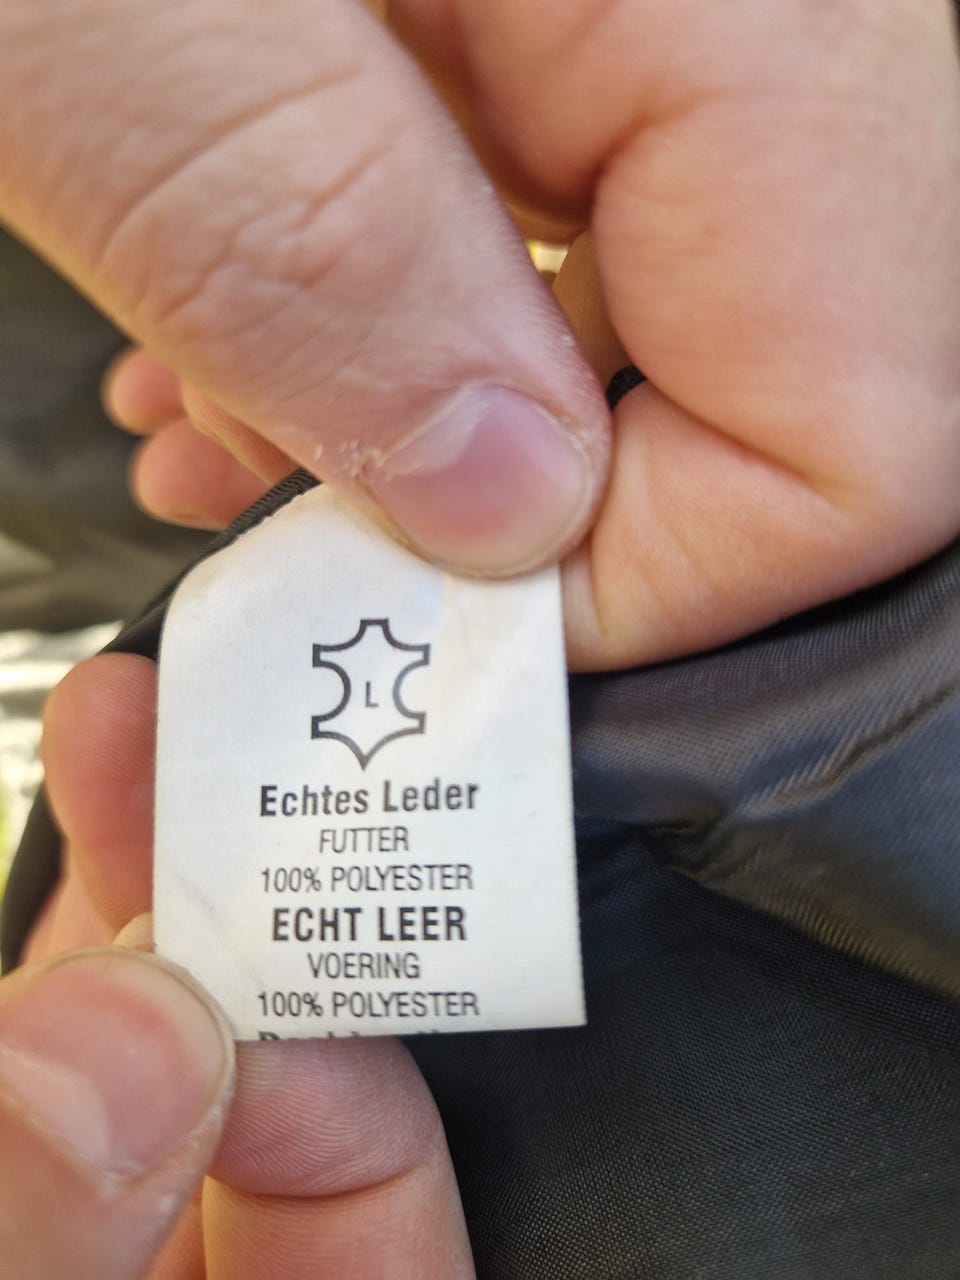 L
Echtes Leder
FUTTER
100% POLYESTER
ECHT LEER
VOERING
100% POLYESTER